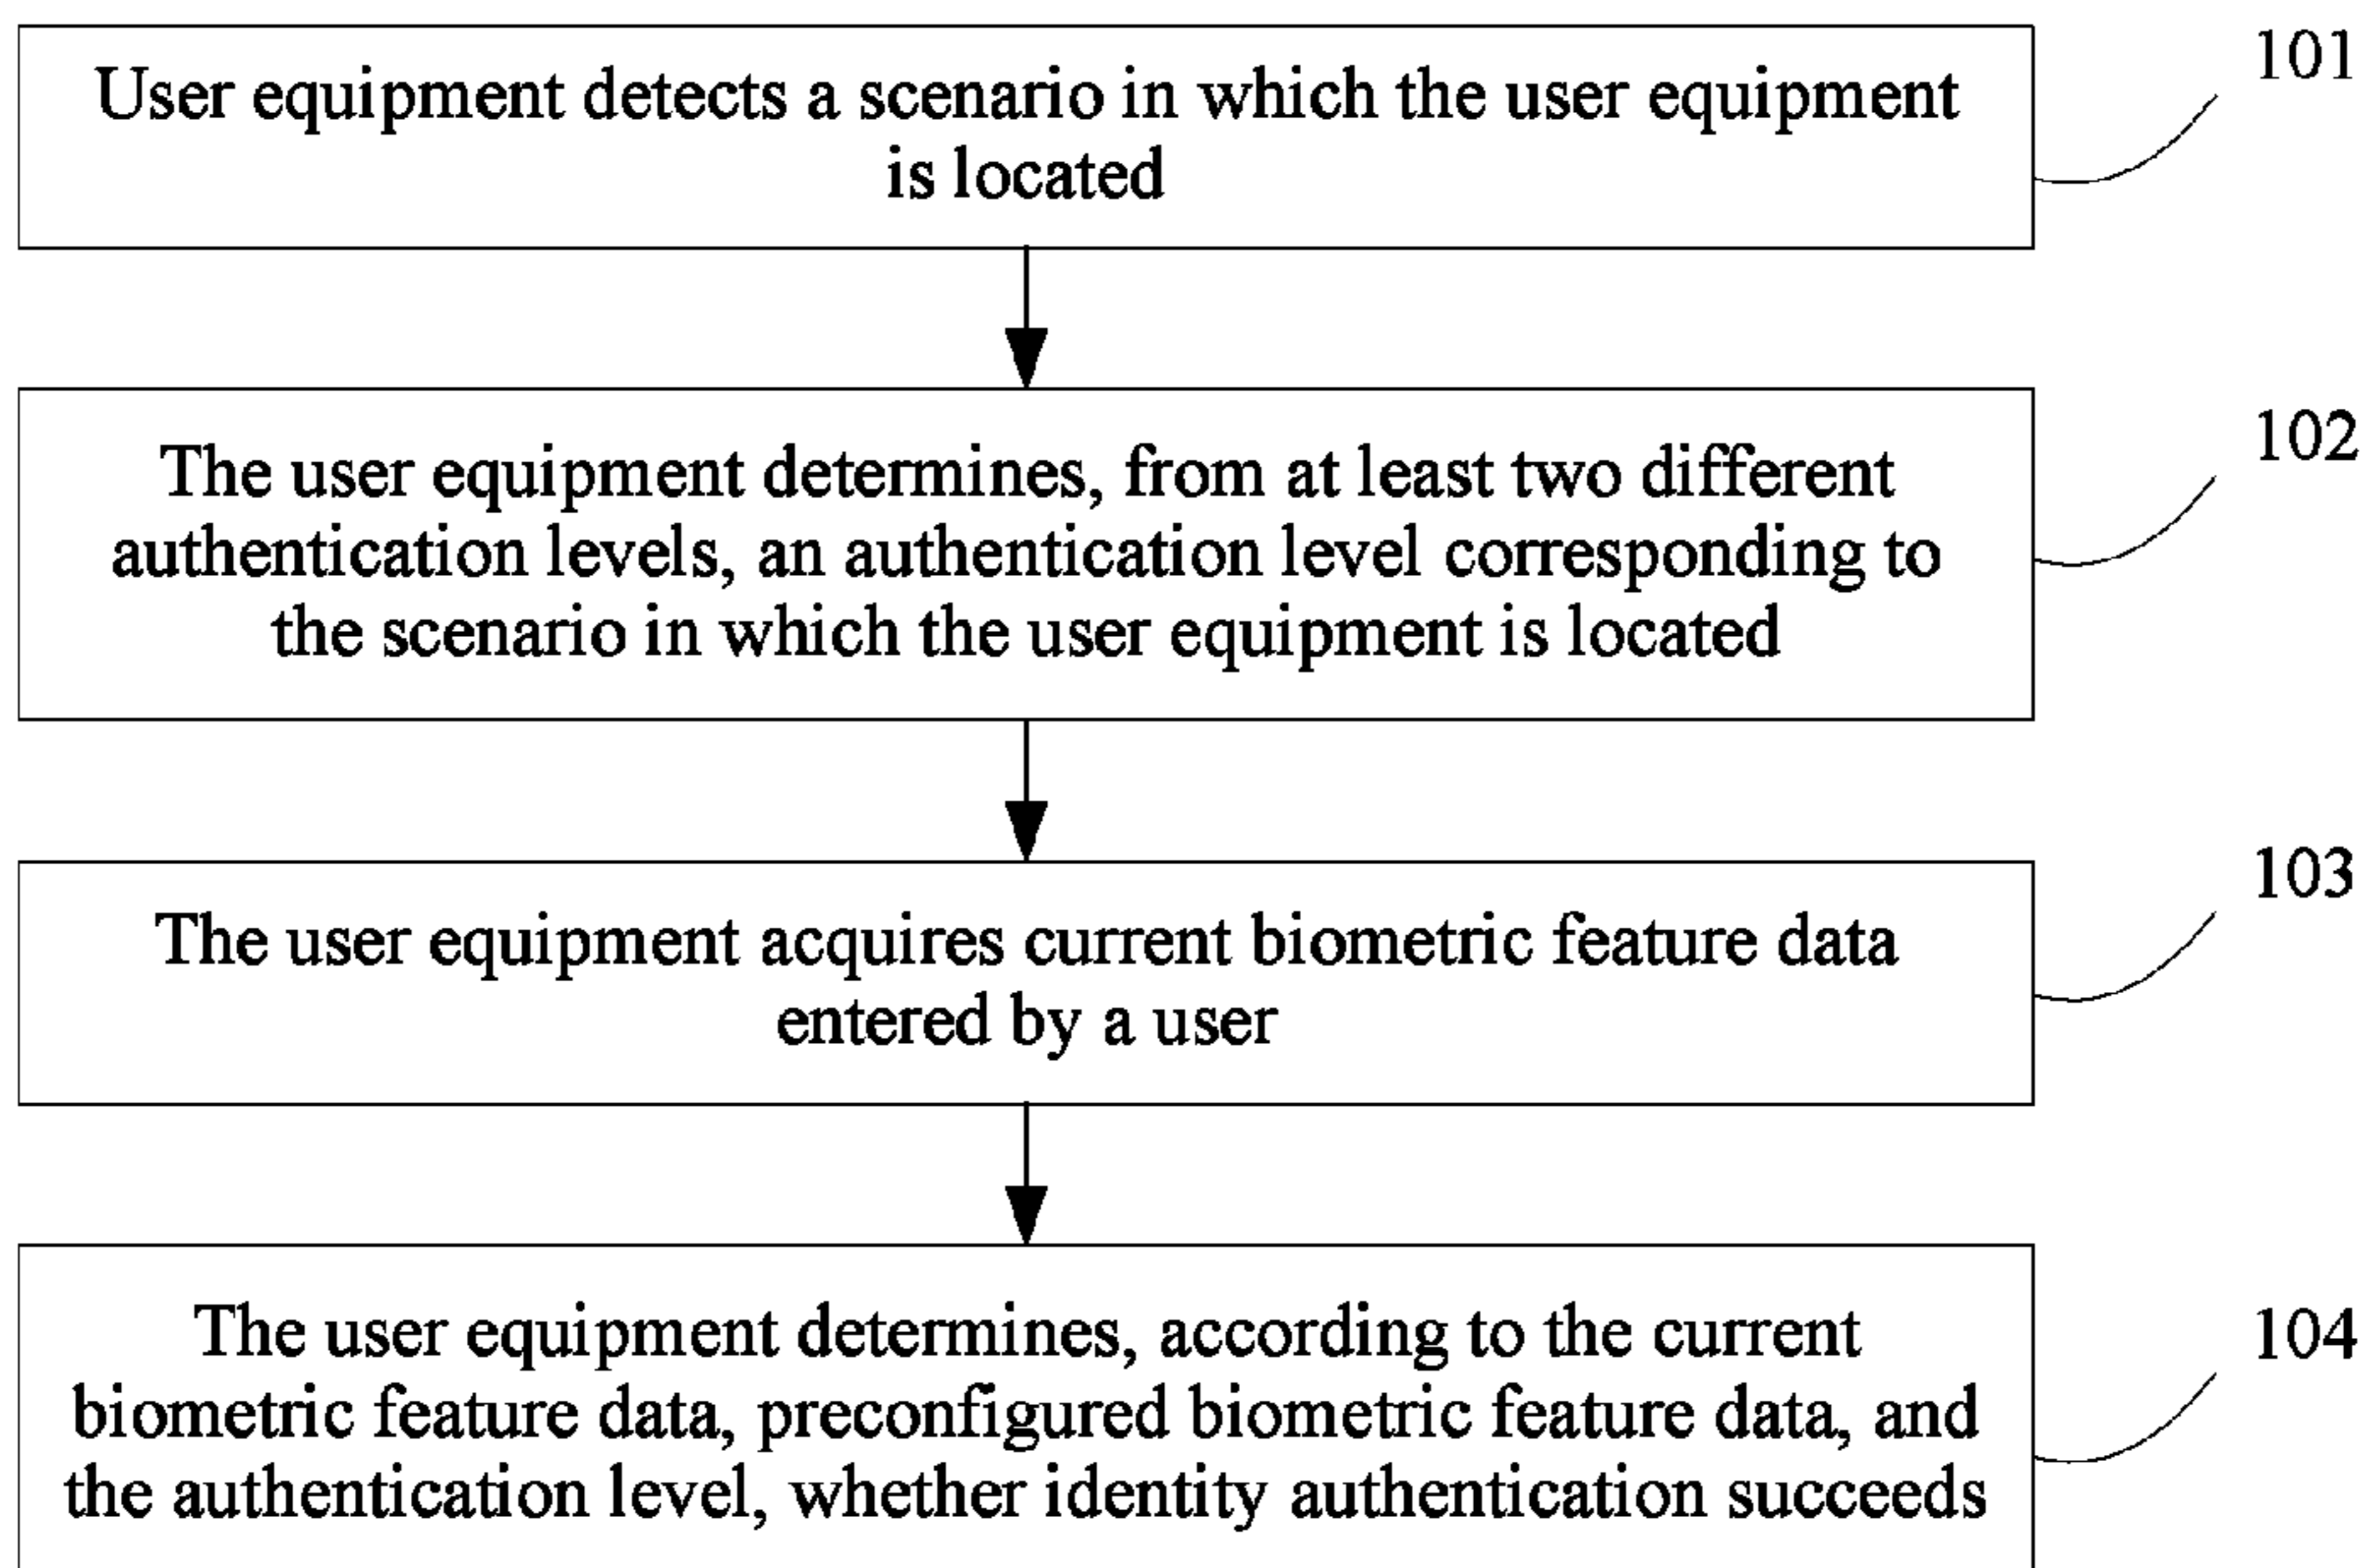 User equipment detects a scenario in which the user equipment
is located
101
The user equipment determines, from at least two different
authentication levels, an authentication level corresponding to
the scenario in which the user equipment is located
102
The user equipment acquires current biometric feature data
entered by a user
103
The user equipment determines, according to the current
biometric feature data, preconfigured biometric feature data, and
the authentication level, whether identity authentication succeeds
104